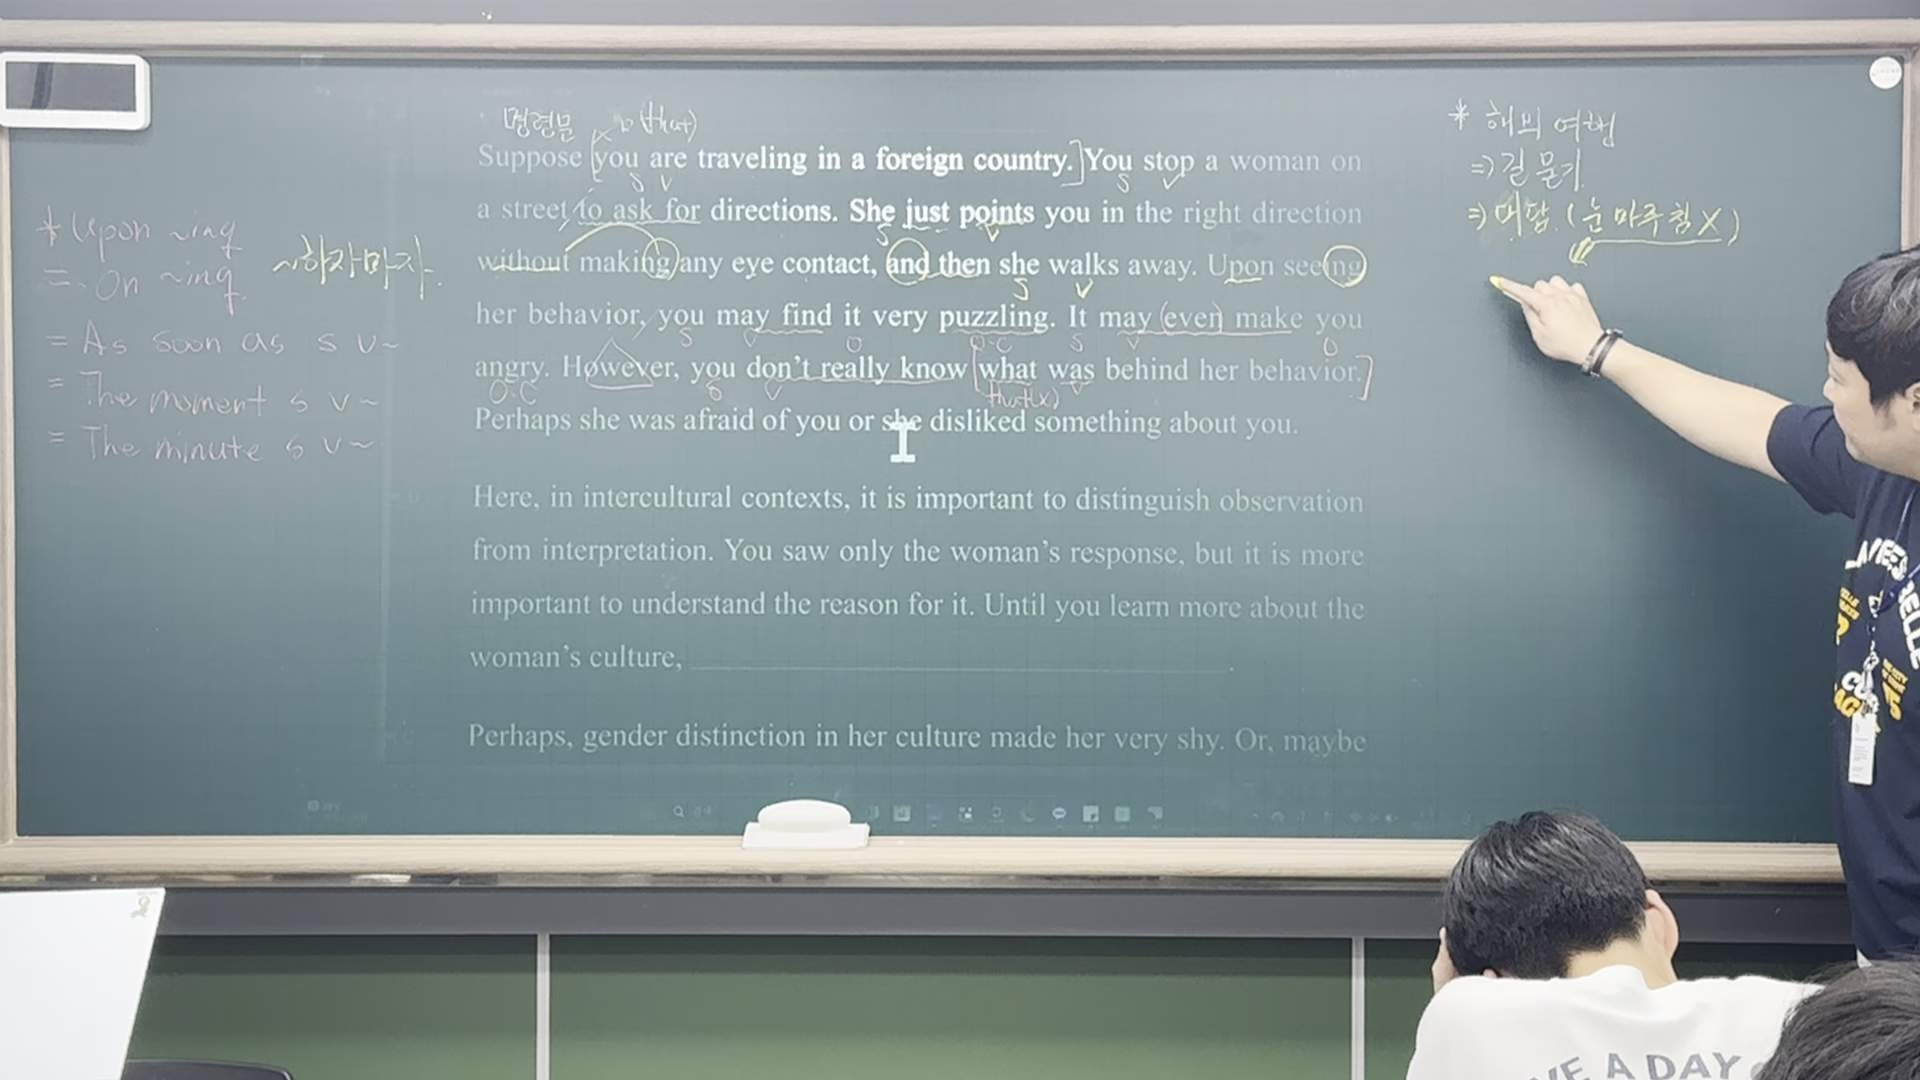 명령문 (that)
Suppose you are traveling in a foreign country. You stop a woman on
S V S V
a street to ask for directions. She just points you in the right direction
S V
without making any eye contact, and then she walks away. Upon seeing
S V
her behavior, you may find it very puzzling. It may (even) make you
S V O O.C S V O
angry. However, you don't really know [what was behind her behavior.]
O.C S V that(x) V
Perhaps she was afraid of you or she disliked something about you.
Here, in intercultural contexts, it is important to distinguish observation
from interpretation. You saw only the woman's response, but it is more
important to understand the reason for it. Until you learn more about the
woman's culture, ____________.
Perhaps, gender distinction in her culture made her very shy. Or, maybe
* Upon ~ing
= On ~ing ~하자마자.
= As soon as S V ~
= The moment S V ~
= The minute S V ~
* 해외 여행
⇒ 길 묻기
⇒ 대답. (눈 마주침 X)
A DAY